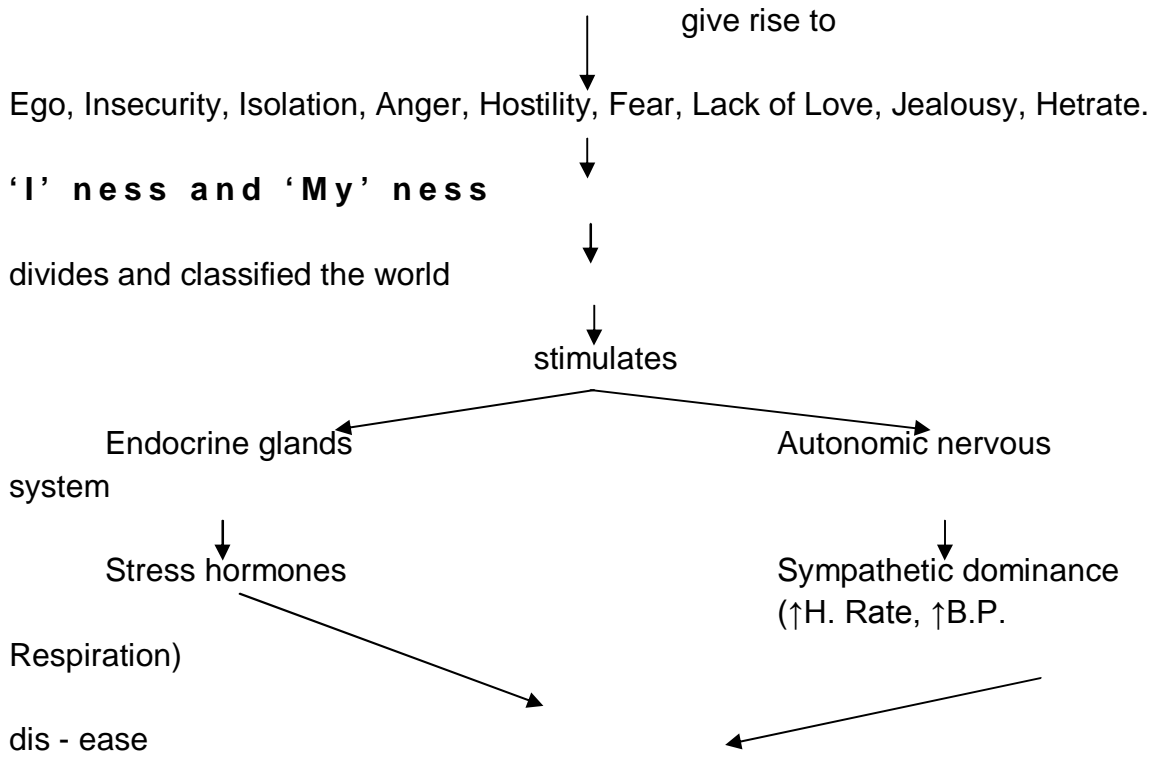 give rise to
Ego, Insecurity, Isolation, Anger, Hostility, Fear, Lack of Love, Jealousy, Hetrate.
‘I’ ness and ‘My’ ness
divides and classified the world
stimulates
Endocrine glands Autonomic nervous
system
Stress hormones Sympathetic dominance
(↑H. Rate, ↑B.P.
Respiration)
dis - ease